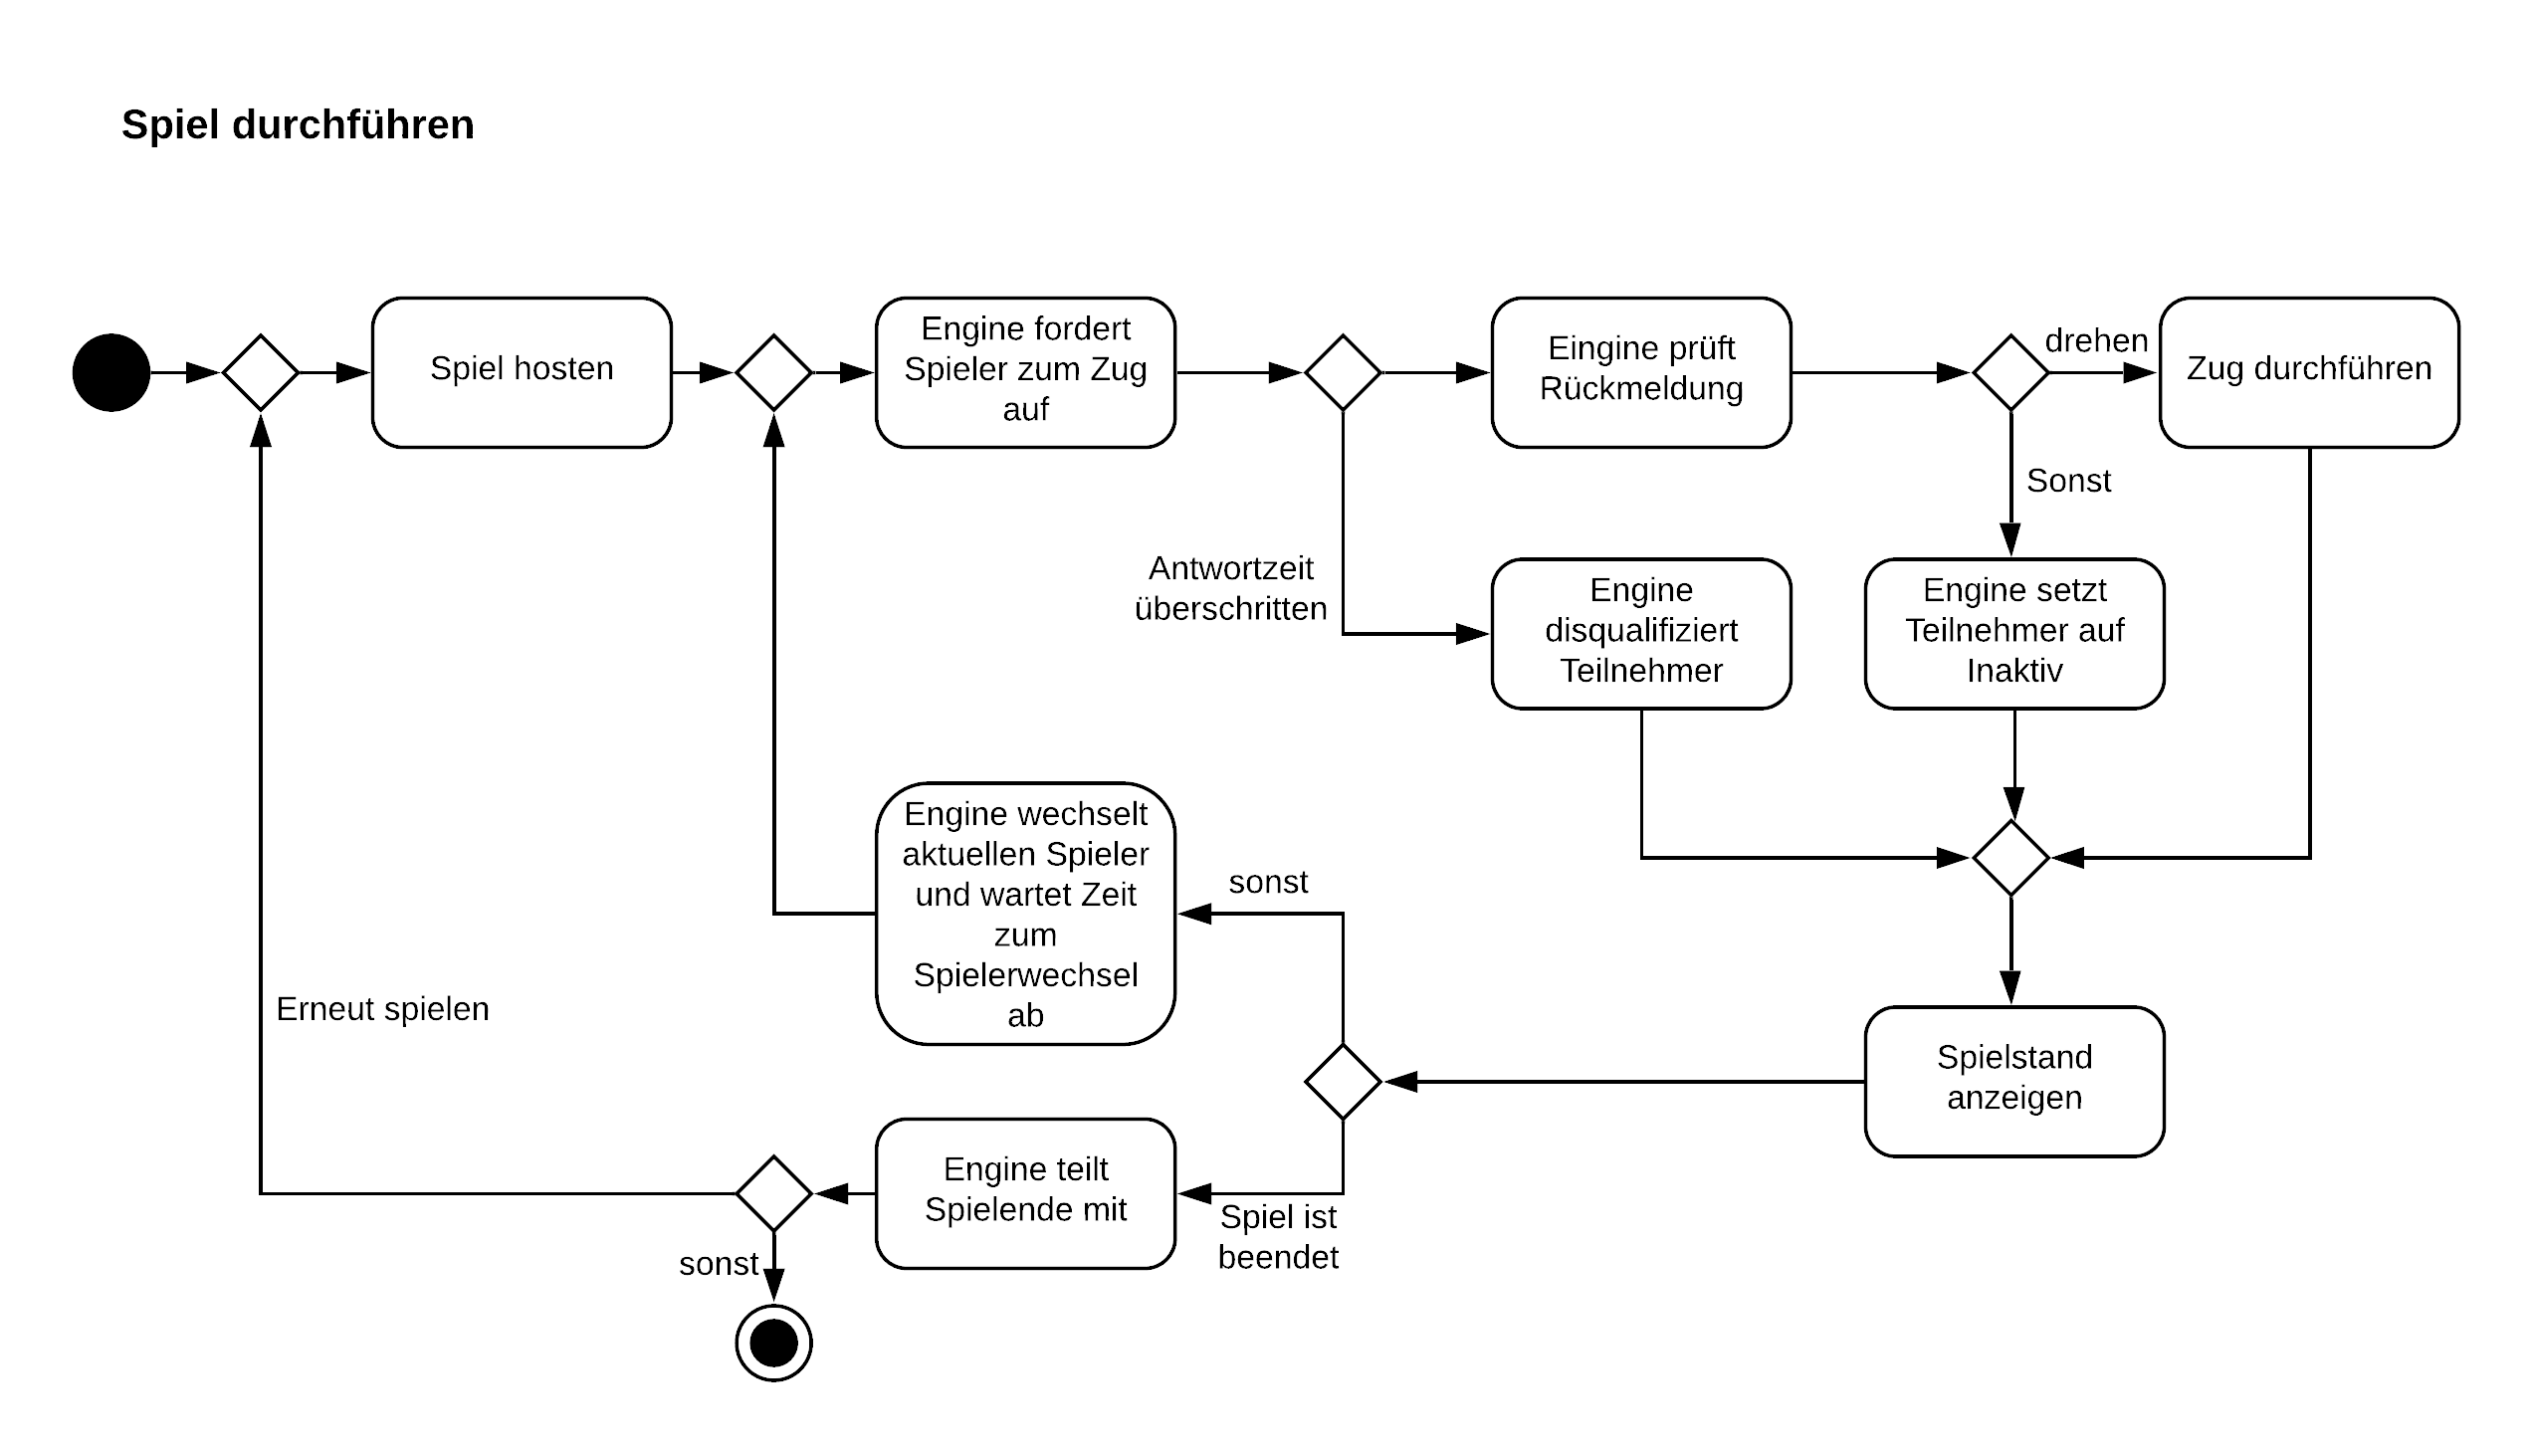 Spiel durchführen
Spiel hosten
Engine fordert
Spieler zum Zug
auf
Eingine prüft
Rückmeldung
drehen
Zug durchführen
Sonst
Antwortzeit
überschritten
Engine
disqualifiziert
Teilnehmer
Engine setzt
Teilnehmer auf
Inaktiv
Engine wechselt
aktuellen Spieler
und wartet Zeit
zum
Spielerwechsel
ab
sonst
Erneut spielen
Spielstand
anzeigen
Engine teilt
Spielende mit
Spiel ist
beendet
sonst